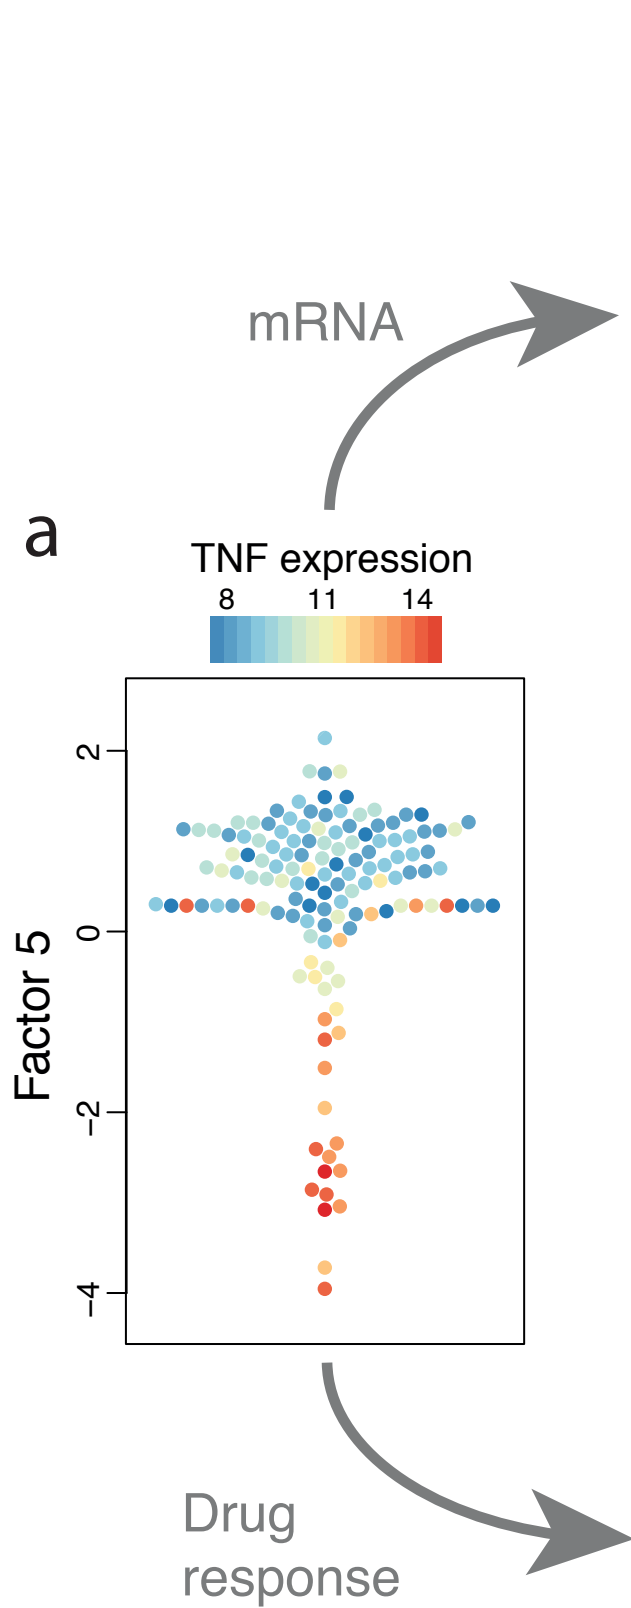 mRNA
a
TNF expression
8 11 14
2
0
−2
−4
Factor 5
Drug
response